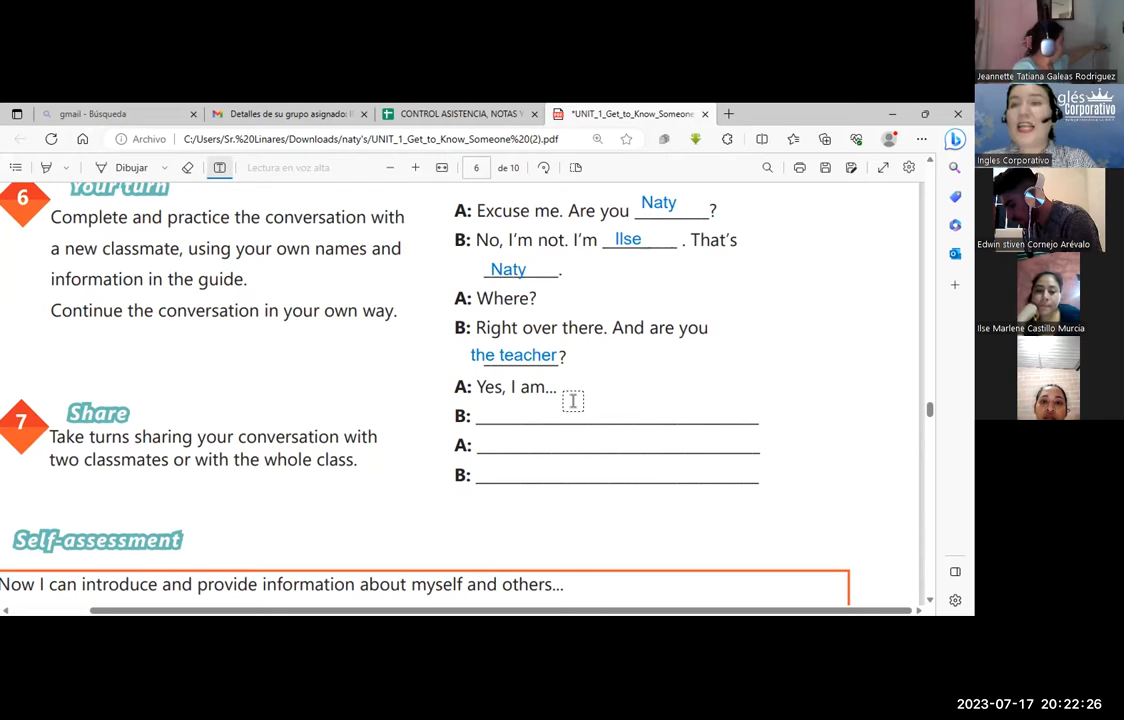 gmail - Búsqueda
Detalles de su grupo asignado:
CONTROL ASISTENCIA, NOTAS Y
*UNIT_1_Get_to_Know_Someone
Archivo
C:/Users/Sr.%20Linares/Downloads/naty's/UNIT_1_Get_to_Know_Someone%20(2).pdf
Dibujar
Lectura en voz alta
6
de 10
6
Your turn
Complete and practice the conversation with
a new classmate, using your own names and
information in the guide.
Continue the conversation in your own way.
7
Share
Take turns sharing your conversation with
two classmates or with the whole class.
A: Excuse me. Are you Naty ?
B: No, I'm not. I'm Ilse . That's
Naty .
A: Where?
B: Right over there. And are you
the teacher ?
A: Yes, I am...
B:
A:
B:
Self-assessment
Now I can introduce and provide information about myself and others...
Jeannette Tatiana Galeas Rodriguez
glés
Corporativo
Ingles Corporativo
Edwin stiven Cornejo Arévalo
Ilse Marlene Castillo Murcia
2023-07-17 20:22:26